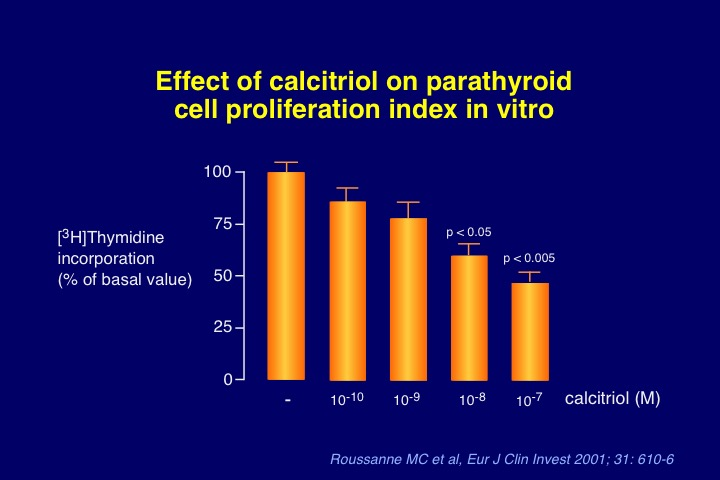 Effect of calcitriol on parathyroid
cell proliferation index in vitro
100
75
50
25
0
[³H]Thymidine
incorporation
(% of basal value)
p < 0.05
p < 0.005
- 10⁻¹⁰ 10⁻⁹ 10⁻⁸ 10⁻⁷ calcitriol (M)
Roussanne MC et al, Eur J Clin Invest 2001; 31: 610-6